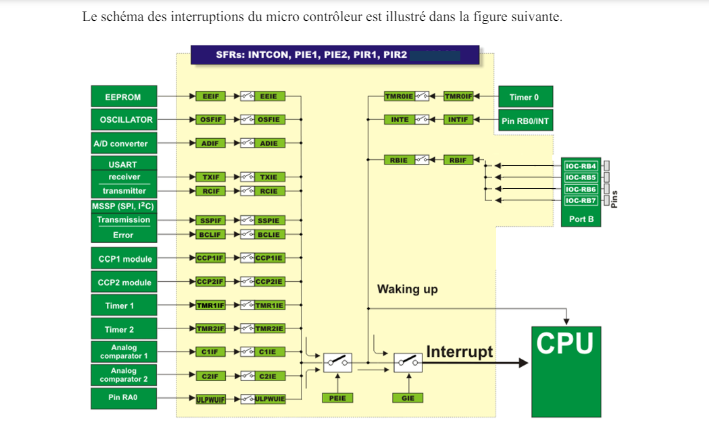 Le schéma des interruptions du micro contrôleur est illustré dans la figure suivante.
SFRs: INTCON, PIE1, PIE2, PIR1, PIR2
EEPROM
EEIF
EEIE
TMR0IE
TMR0IF
Timer 0
OSCILLATOR
OSFIF
OSFIE
INTE
INTIF
Pin RB0/INT
A/D converter
ADIF
ADIE
RBIE
RBIF
USART
receiver
TXIF
TXIE
transmitter
RCIF
RCIE
IOC-RB4
IOC-RB5
IOC-RB6
IOC-RB7
Port B
Pins
MSSP (SPI, I²C)
Transmission
SSPIF
SSPIE
Error
BCLIF
BCLIE
CCP1 module
CCP1IF
CCP1IE
CCP2 module
CCP2IF
CCP2IE
Waking up
Timer 1
TMR1IF
TMR1IE
Timer 2
TMR2IF
TMR2IE
Analog
comparator 1
C1IF
C1IE
Interrupt
CPU
Analog
comparator 2
C2IF
C2IE
Pin RA0
ULPWUIF
ULPWUIE
PEIE
GIE